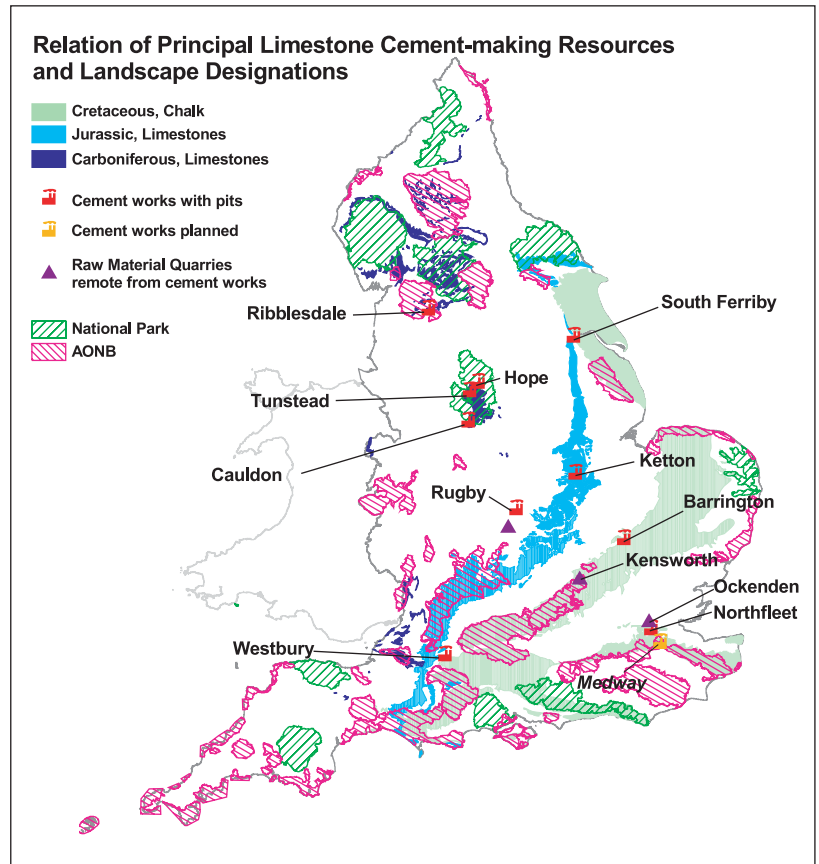 Relation of Principal Limestone Cement-making Resources
and Landscape Designations
Cretaceous, Chalk
Jurassic, Limestones
Carboniferous, Limestones
Cement works with pits
Cement works planned
Raw Material Quarries
remote from cement works
National Park
AONB
Ribblesdale
South Ferriby
Hope
Tunstead
Cauldon
Ketton
Rugby
Barrington
Kensworth
Ockenden
Northfleet
Westbury
Medway